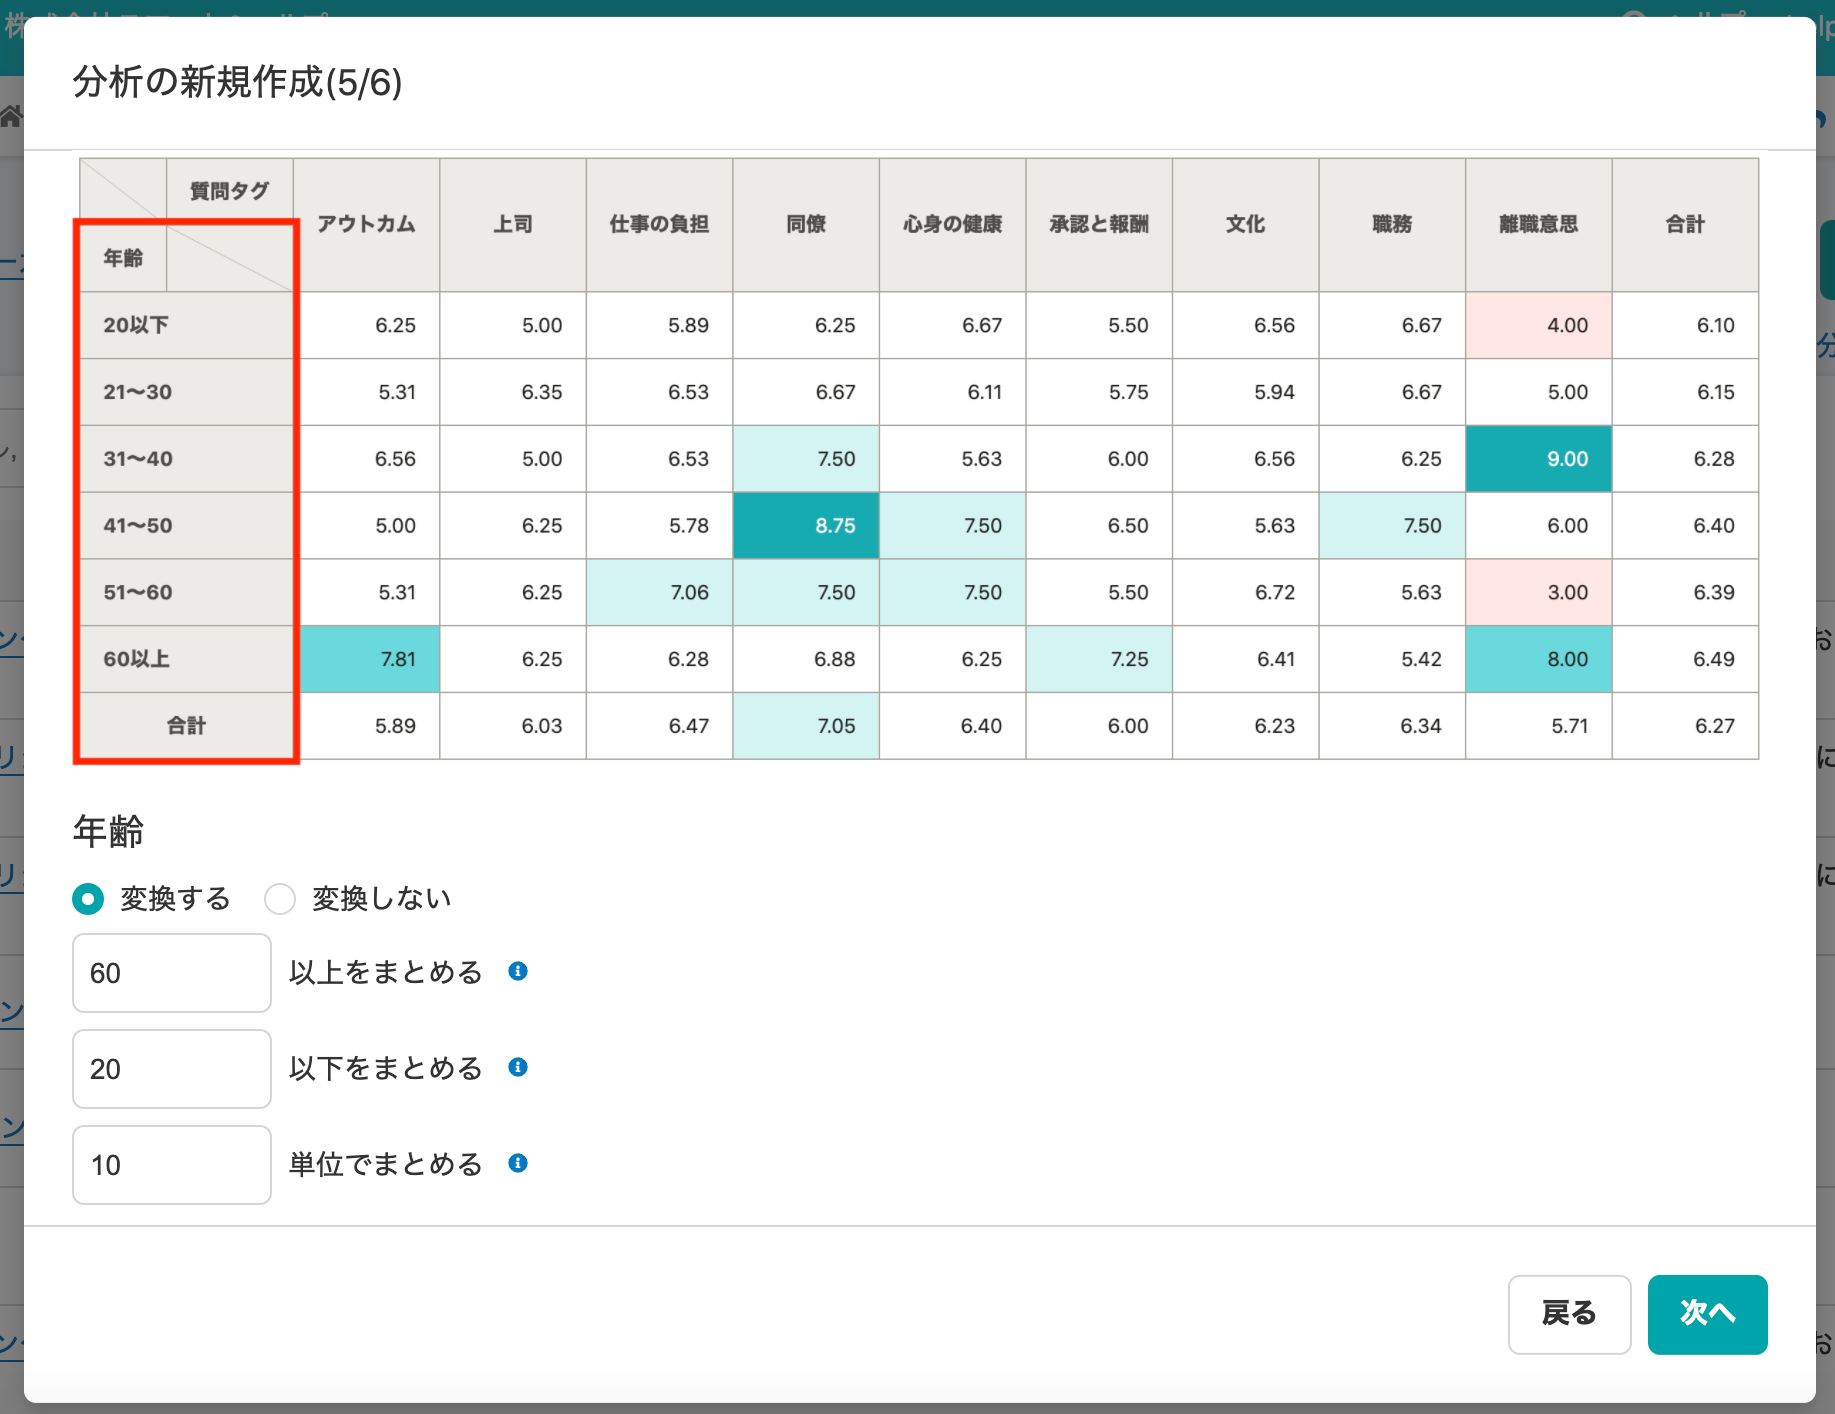 分析の新規作成(5/6)
質問タグ
年齢
アウトカム 上司 仕事の負担 同僚 心身の健康 承認と報酬 文化 職務 離職意思 合計
20以下 6.25 5.00 5.89 6.25 6.67 5.50 6.56 6.67 4.00 6.10
21〜30 5.31 6.35 6.53 6.67 6.11 5.75 5.94 6.67 5.00 6.15
31〜40 6.56 5.00 6.53 7.50 5.63 6.00 6.56 6.25 9.00 6.28
41〜50 5.00 6.25 5.78 8.75 7.50 6.50 5.63 7.50 6.00 6.40
51〜60 5.31 6.25 7.06 7.50 7.50 5.50 6.72 5.63 3.00 6.39
60以上 7.81 6.25 6.28 6.88 6.25 7.25 6.41 5.42 8.00 6.49
合計 5.89 6.03 6.47 7.05 6.40 6.00 6.23 6.34 5.71 6.27
年齢
変換する 変換しない
60 以上をまとめる
20 以下をまとめる
10 単位でまとめる
戻る 次へ